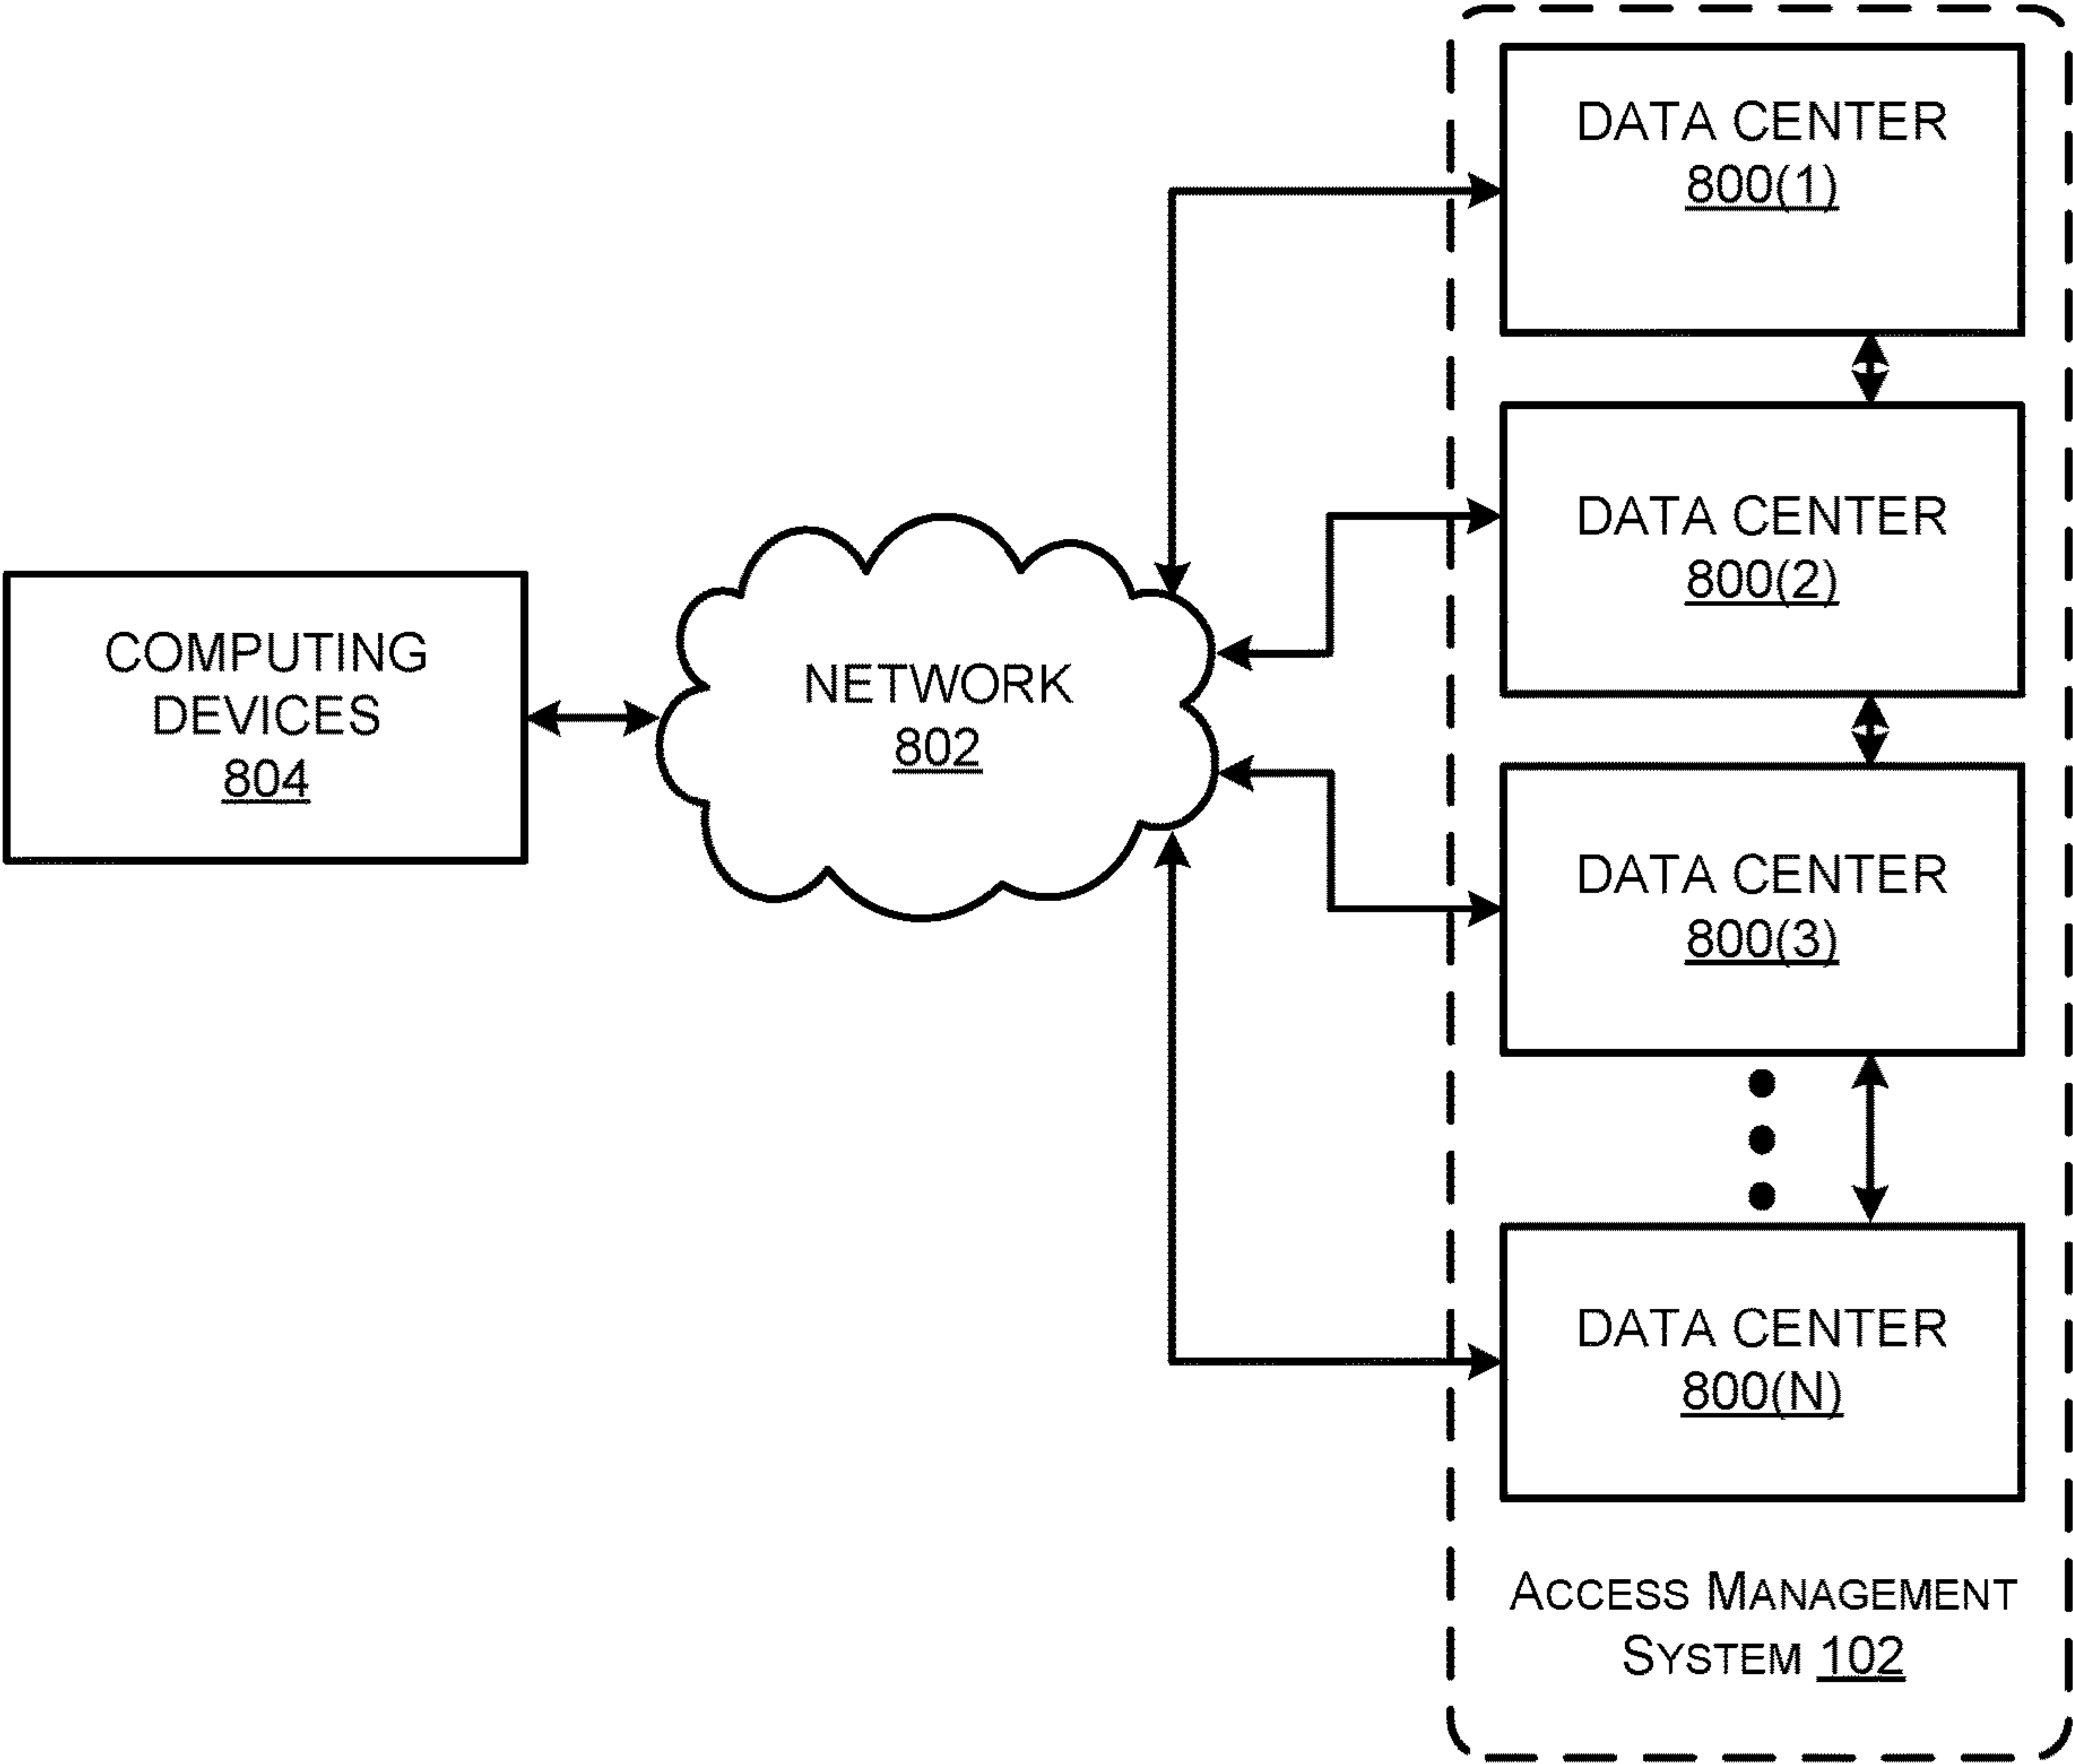 DATA CENTER
800(1)
DATA CENTER
800(2)
COMPUTING
DEVICES
804
NETWORK
802
DATA CENTER
800(3)
DATA CENTER
800(N)
ACCESS MANAGEMENT
SYSTEM 102